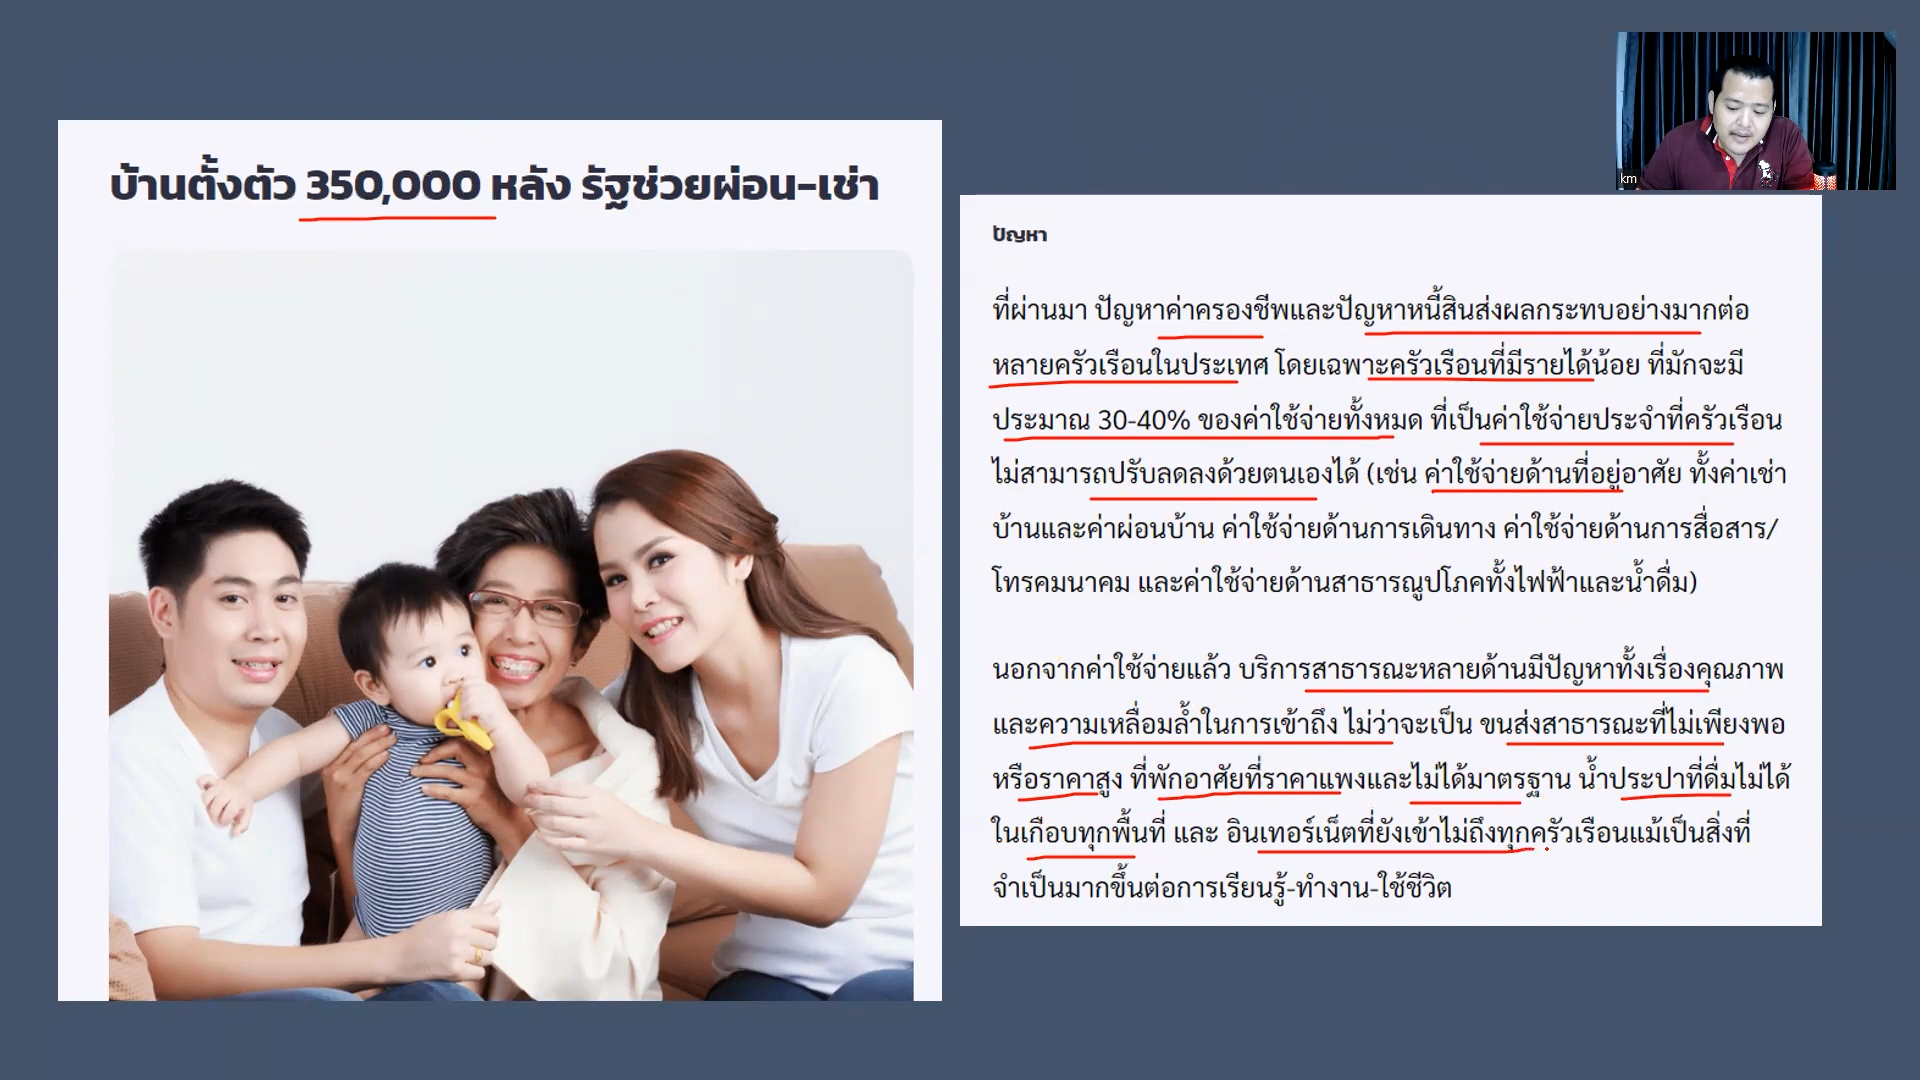 บ้านตั้งตัว 350,000 หลัง รัฐช่วยผ่อน-เช่า
km
ปัญหา
ที่ผ่านมา ปัญหาค่าครองชีพและปัญหาหนี้สินส่งผลกระทบอย่างมากต่อ
หลายครัวเรือนในประเทศ โดยเฉพาะครัวเรือนที่มีรายได้น้อย ที่มักจะมี
ประมาณ 30-40% ของค่าใช้จ่ายทั้งหมด ที่เป็นค่าใช้จ่ายประจำที่ครัวเรือน
ไม่สามารถปรับลดลงด้วยตนเองได้ (เช่น ค่าใช้จ่ายด้านที่อยู่อาศัย ทั้งค่าเช่า
บ้านและค่าผ่อนบ้าน ค่าใช้จ่ายด้านการเดินทาง ค่าใช้จ่ายด้านการสื่อสาร/
โทรคมนาคม และค่าใช้จ่ายด้านสาธารณูปโภคทั้งไฟฟ้าและน้ำดื่ม)
นอกจากค่าใช้จ่ายแล้ว บริการสาธารณะหลายด้านมีปัญหาทั้งเรื่องคุณภาพ
และความเหลื่อมล้ำในการเข้าถึง ไม่ว่าจะเป็น ขนส่งสาธารณะที่ไม่เพียงพอ
หรือราคาสูง ที่พักอาศัยที่ราคาแพงและไม่ได้มาตรฐาน น้ำประปาที่ดื่มไม่ได้
ในเกือบทุกพื้นที่ และ อินเทอร์เน็ตที่ยังเข้าไม่ถึงทุกครัวเรือนแม้เป็นสิ่งที่
จำเป็นมากขึ้นต่อการเรียนรู้-ทำงาน-ใช้ชีวิต